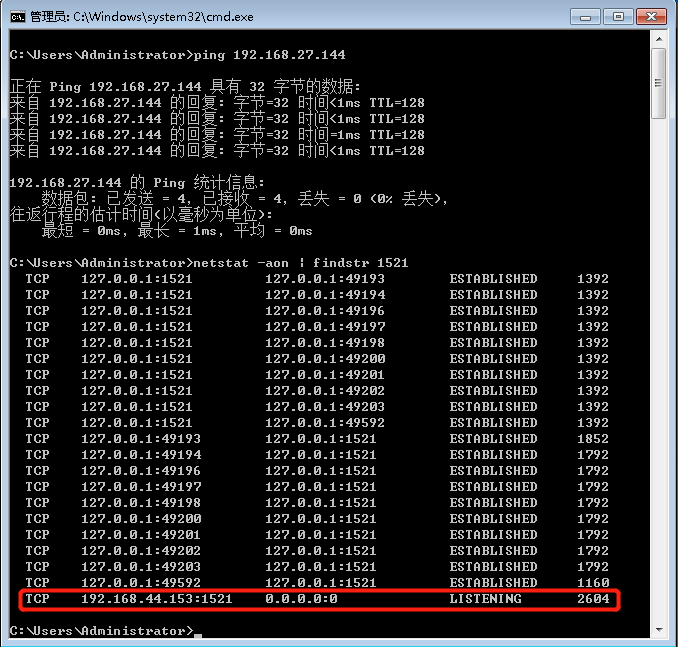 管理员: C:\Windows\system32\cmd.exe
C:\Users\Administrator>ping 192.168.27.144
正在 Ping 192.168.27.144 具有 32 字节的数据:
来自 192.168.27.144 的回复: 字节=32 时间<1ms TTL=128
来自 192.168.27.144 的回复: 字节=32 时间<1ms TTL=128
来自 192.168.27.144 的回复: 字节=32 时间=1ms TTL=128
来自 192.168.27.144 的回复: 字节=32 时间<1ms TTL=128
192.168.27.144 的 Ping 统计信息:
数据包: 已发送 = 4, 已接收 = 4, 丢失 = 0 (0% 丢失),
往返行程的估计时间(以毫秒为单位):
最短 = 0ms, 最长 = 1ms, 平均 = 0ms
C:\Users\Administrator>netstat -aon | findstr 1521
TCP 127.0.0.1:1521 127.0.0.1:49193 ESTABLISHED 1392
TCP 127.0.0.1:1521 127.0.0.1:49194 ESTABLISHED 1392
TCP 127.0.0.1:1521 127.0.0.1:49196 ESTABLISHED 1392
TCP 127.0.0.1:1521 127.0.0.1:49197 ESTABLISHED 1392
TCP 127.0.0.1:1521 127.0.0.1:49198 ESTABLISHED 1392
TCP 127.0.0.1:1521 127.0.0.1:49200 ESTABLISHED 1392
TCP 127.0.0.1:1521 127.0.0.1:49201 ESTABLISHED 1392
TCP 127.0.0.1:1521 127.0.0.1:49202 ESTABLISHED 1392
TCP 127.0.0.1:1521 127.0.0.1:49203 ESTABLISHED 1392
TCP 127.0.0.1:1521 127.0.0.1:49592 ESTABLISHED 1392
TCP 127.0.0.1:49193 127.0.0.1:1521 ESTABLISHED 1852
TCP 127.0.0.1:49194 127.0.0.1:1521 ESTABLISHED 1792
TCP 127.0.0.1:49196 127.0.0.1:1521 ESTABLISHED 1792
TCP 127.0.0.1:49197 127.0.0.1:1521 ESTABLISHED 1792
TCP 127.0.0.1:49198 127.0.0.1:1521 ESTABLISHED 1792
TCP 127.0.0.1:49200 127.0.0.1:1521 ESTABLISHED 1792
TCP 127.0.0.1:49201 127.0.0.1:1521 ESTABLISHED 1792
TCP 127.0.0.1:49202 127.0.0.1:1521 ESTABLISHED 1792
TCP 127.0.0.1:49203 127.0.0.1:1521 ESTABLISHED 1792
TCP 127.0.0.1:49592 127.0.0.1:1521 ESTABLISHED 1160
TCP 192.168.44.153:1521 0.0.0.0:0 LISTENING 2604
C:\Users\Administrator>